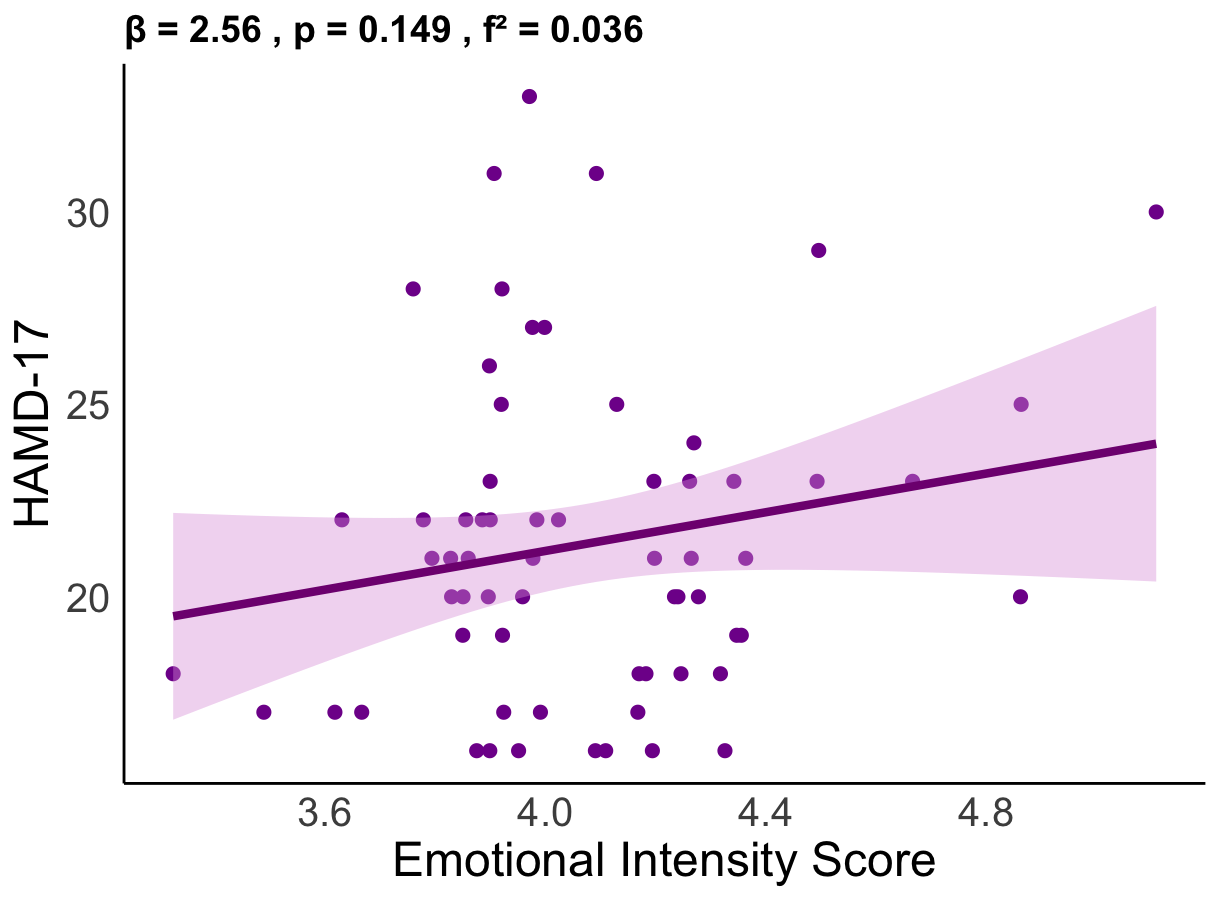 β = 2.56 , p = 0.149 , f² = 0.036
HAMD-17
30
25
20
3.6 4.0 4.4 4.8
Emotional Intensity Score